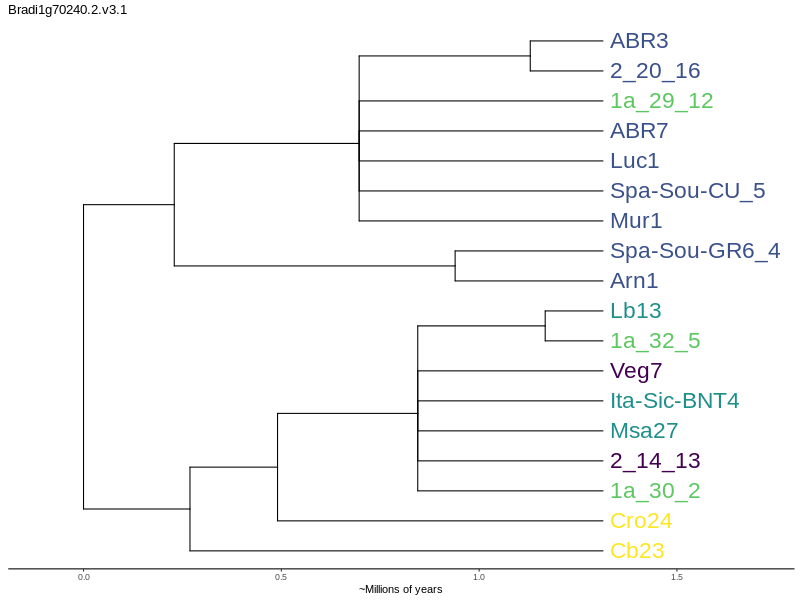 Bradi1g70240.2.v3.1
ABR3
2_20_16
1a_29_12
ABR7
Luc1
Spa-Sou-CU_5
Mur1
Spa-Sou-GR6_4
Arn1
Lb13
1a_32_5
Veg7
Ita-Sic-BNT4
Msa27
2_14_13
1a_30_2
Cro24
Cb23
0.0 0.5 1.0 1.5
~Millions of years